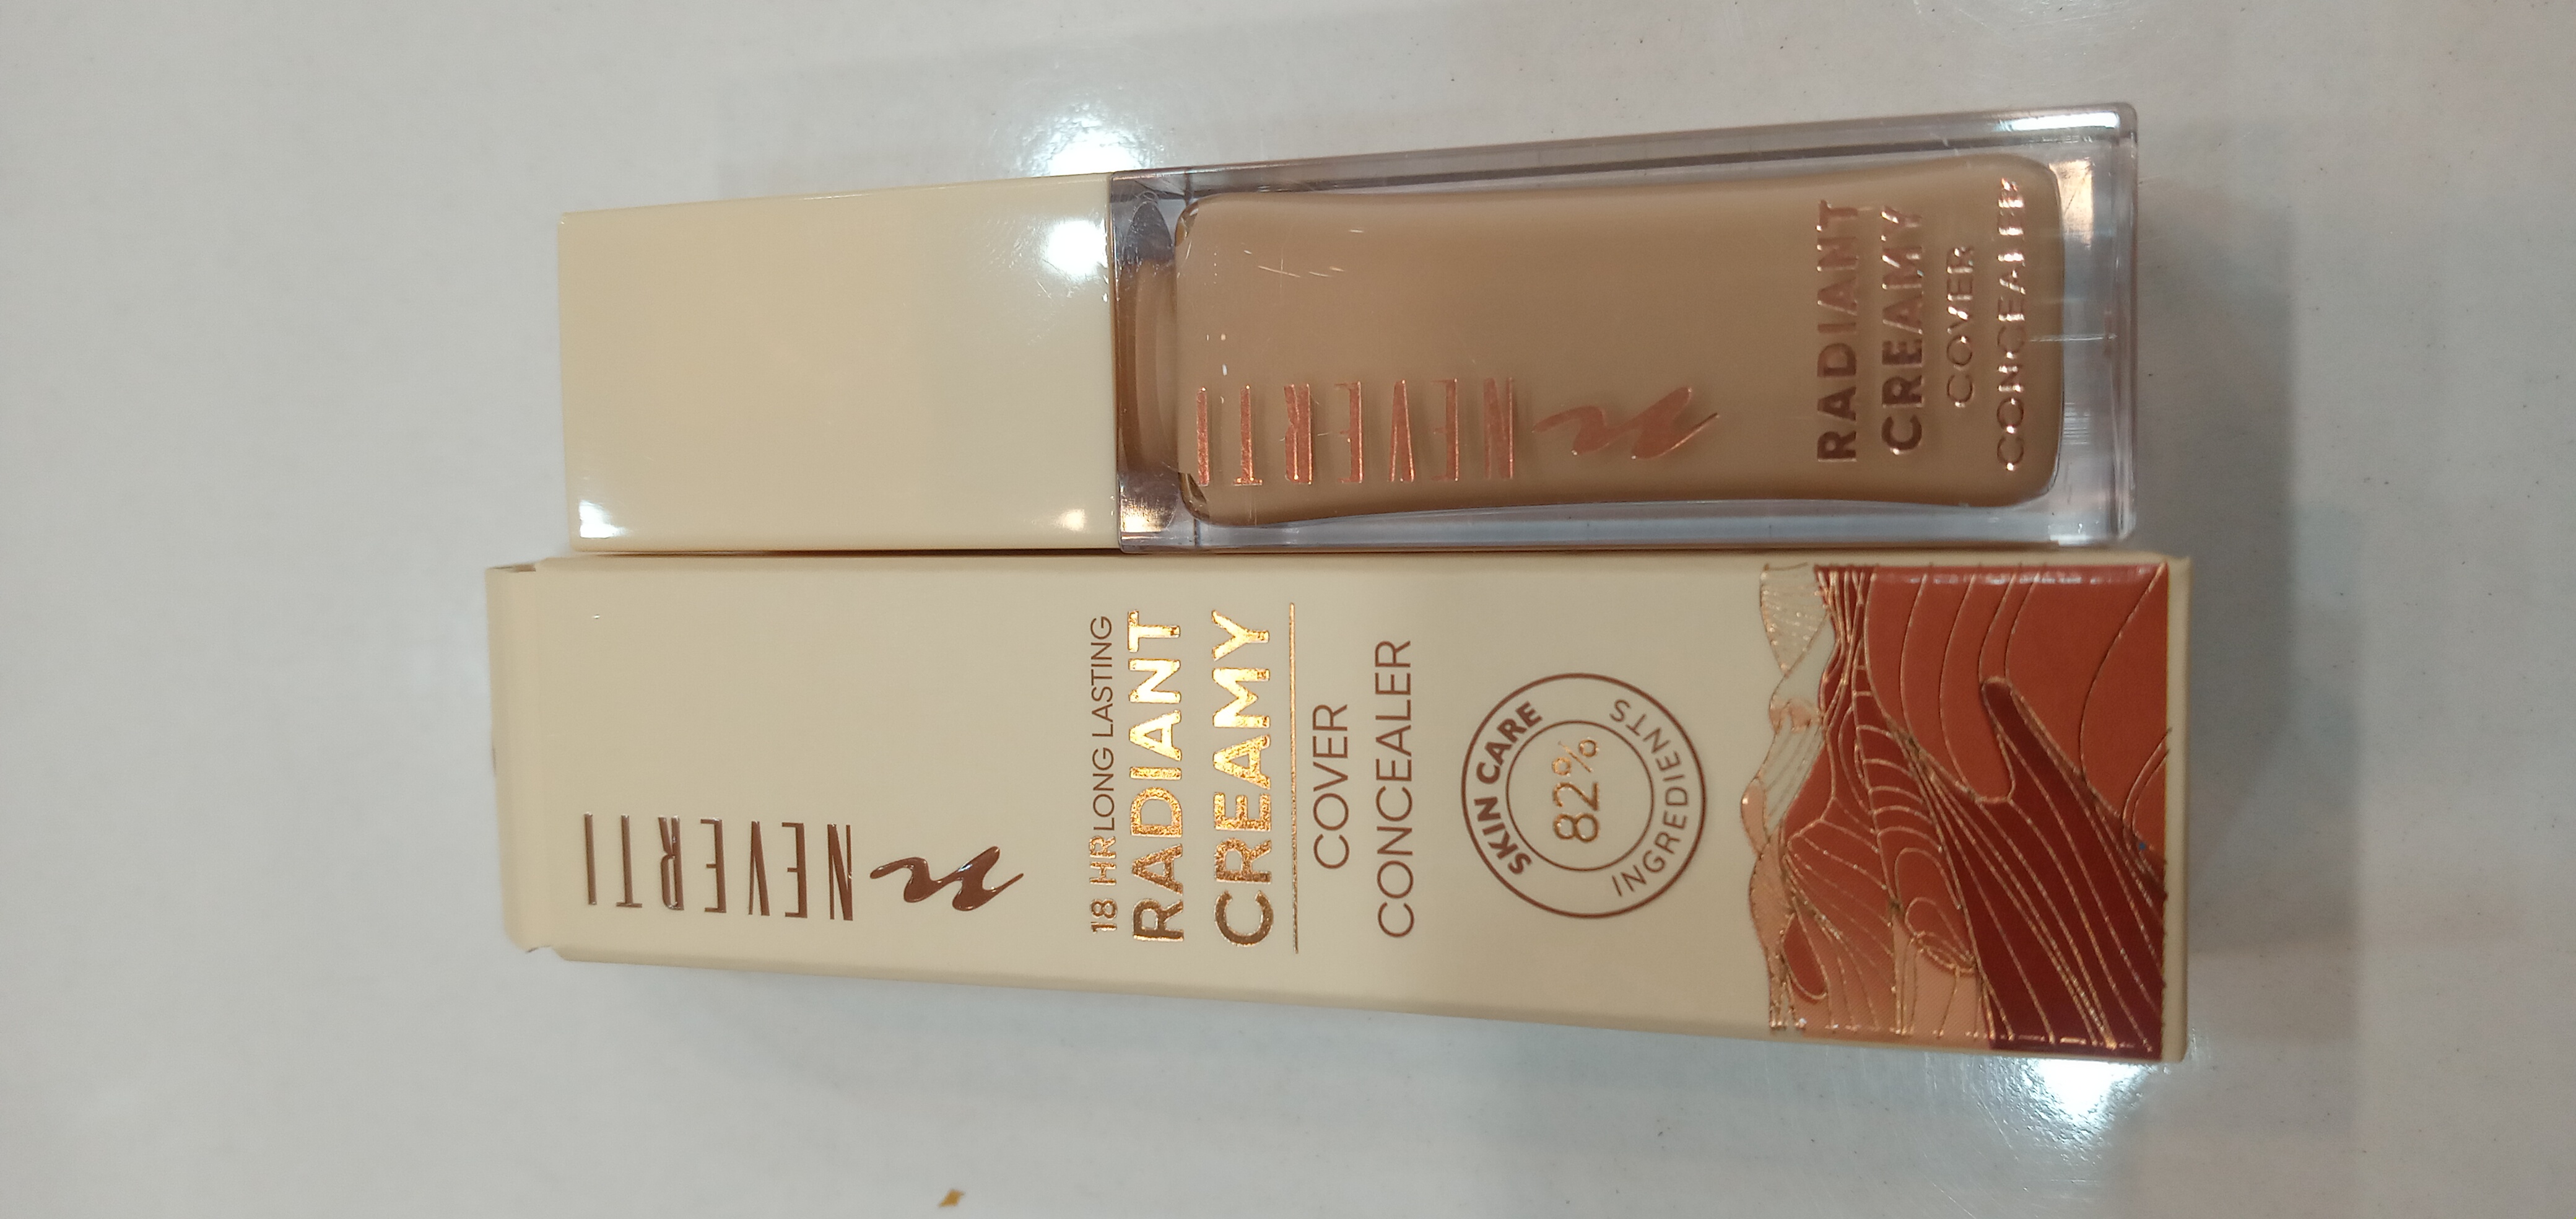 NEVERTI
RADIANT
CREAMY
COVER
CONCEALER
NEVERTI
18 HR LONG LASTING
RADIANT
CREAMY
COVER
CONCEALER
SKIN CARE
82%
INGREDIENTS